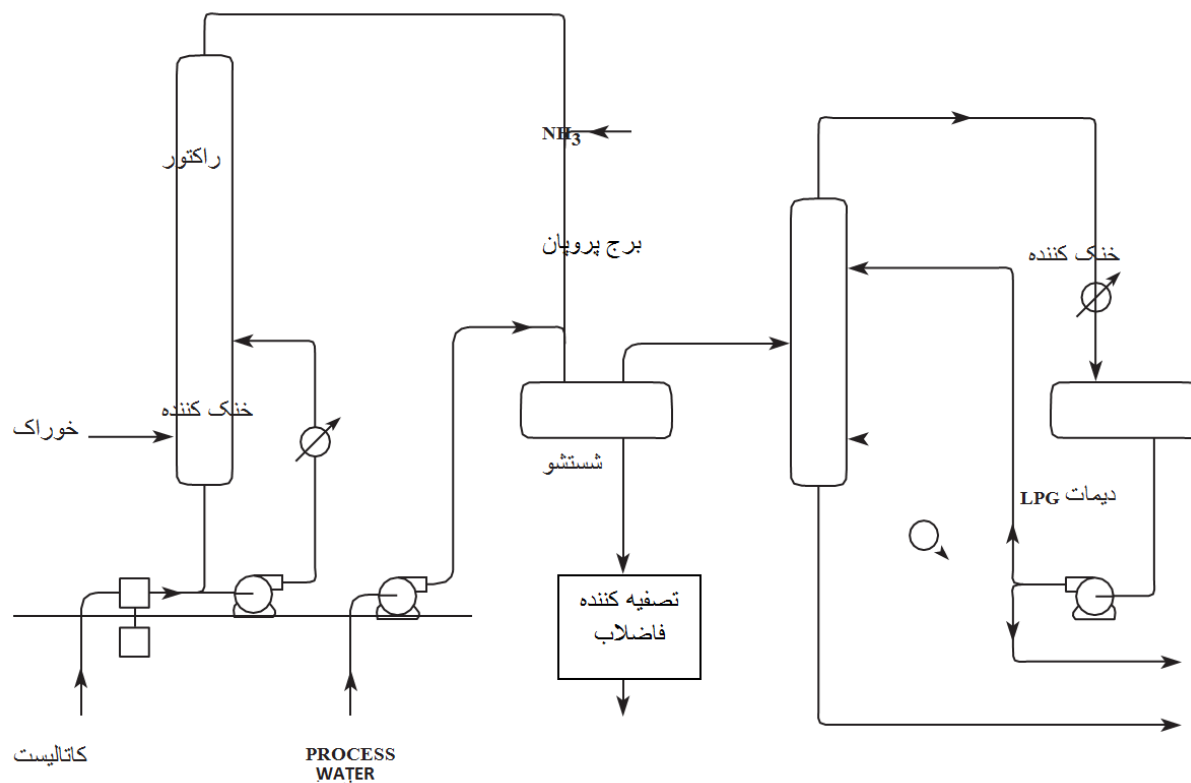 NH3
راکتور
برج پروپان
خنک کننده
خنک کننده
خوراک
شستشو
LPG دیمات
تصفیه کننده
فاضلاب
کاتالیست
PROCESS
WATER